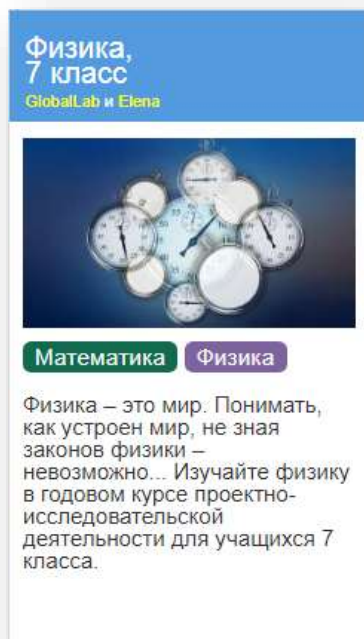 Физика,
7 класс
GlobalLab и Elena
Математика Физика
Физика – это мир. Понимать,
как устроен мир, не зная
законов физики –
невозможно... Изучайте физику
в годовом курсе проектно-
исследовательской
деятельности для учащихся 7
класса.